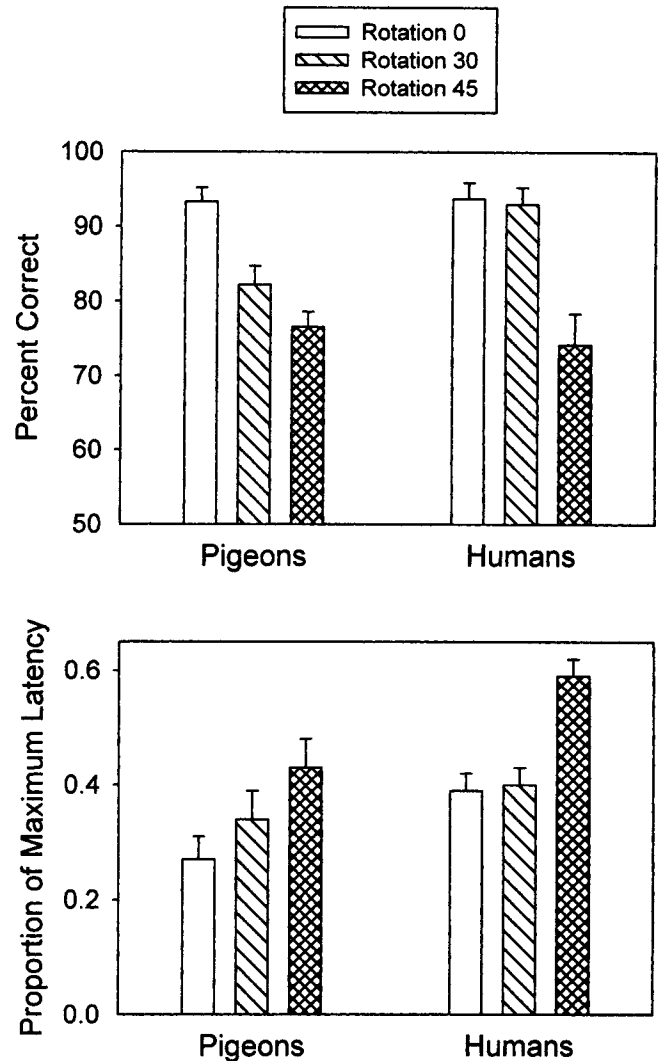 Rotation 0
Rotation 30
Rotation 45
Percent Correct
100
90
80
70
60
50
Pigeons Humans
Proportion of Maximum Latency
0.6
0.4
0.2
0.0
Pigeons Humans